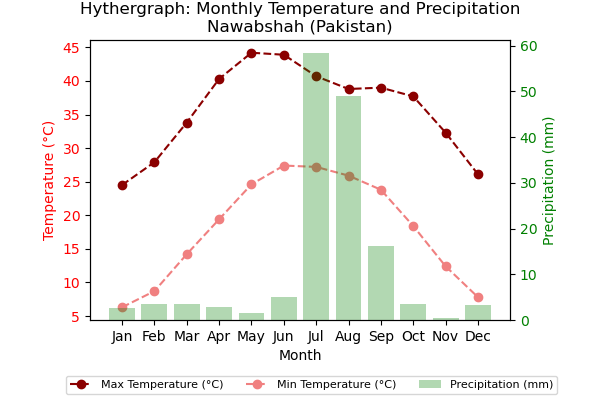 Hythergraph: Monthly Temperature and Precipitation
Nawabshah (Pakistan)
45
40
35
30
25
20
15
10
5
Temperature (°C)
60
50
40
30
20
10
0
Precipitation (mm)
Jan Feb Mar Apr May Jun Jul Aug Sep Oct Nov Dec
Month
Max Temperature (°C) Min Temperature (°C) Precipitation (mm)